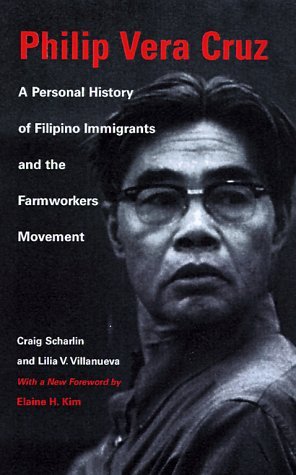 Philip Vera Cruz
A Personal History
of Filipino Immigrants
and the
Farmworkers
Movement
Craig Scharlin
and Lilia V. Villanueva
With a New Foreword by
Elaine H. Kim